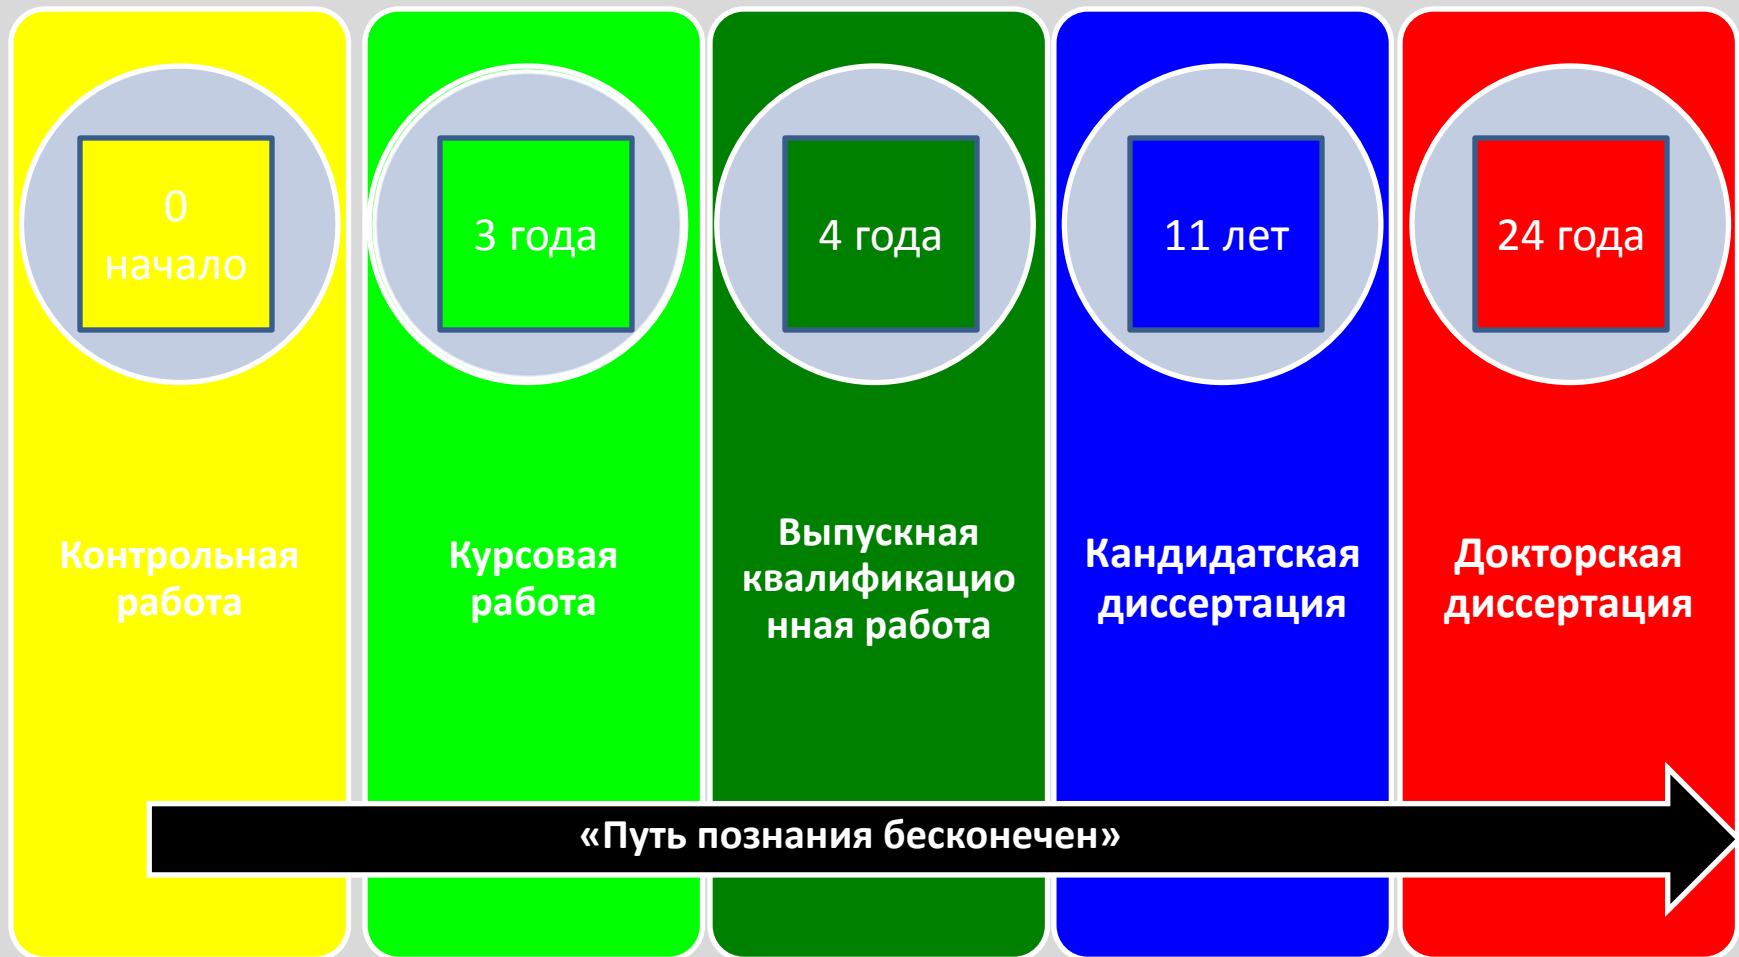 0
начало
3 года
4 года
11 лет
24 года
Контрольная
работа
Курсовая
работа
Выпускная
квалификацио
нная работа
Кандидатская
диссертация
Докторская
диссертация
«Путь познания бесконечен»